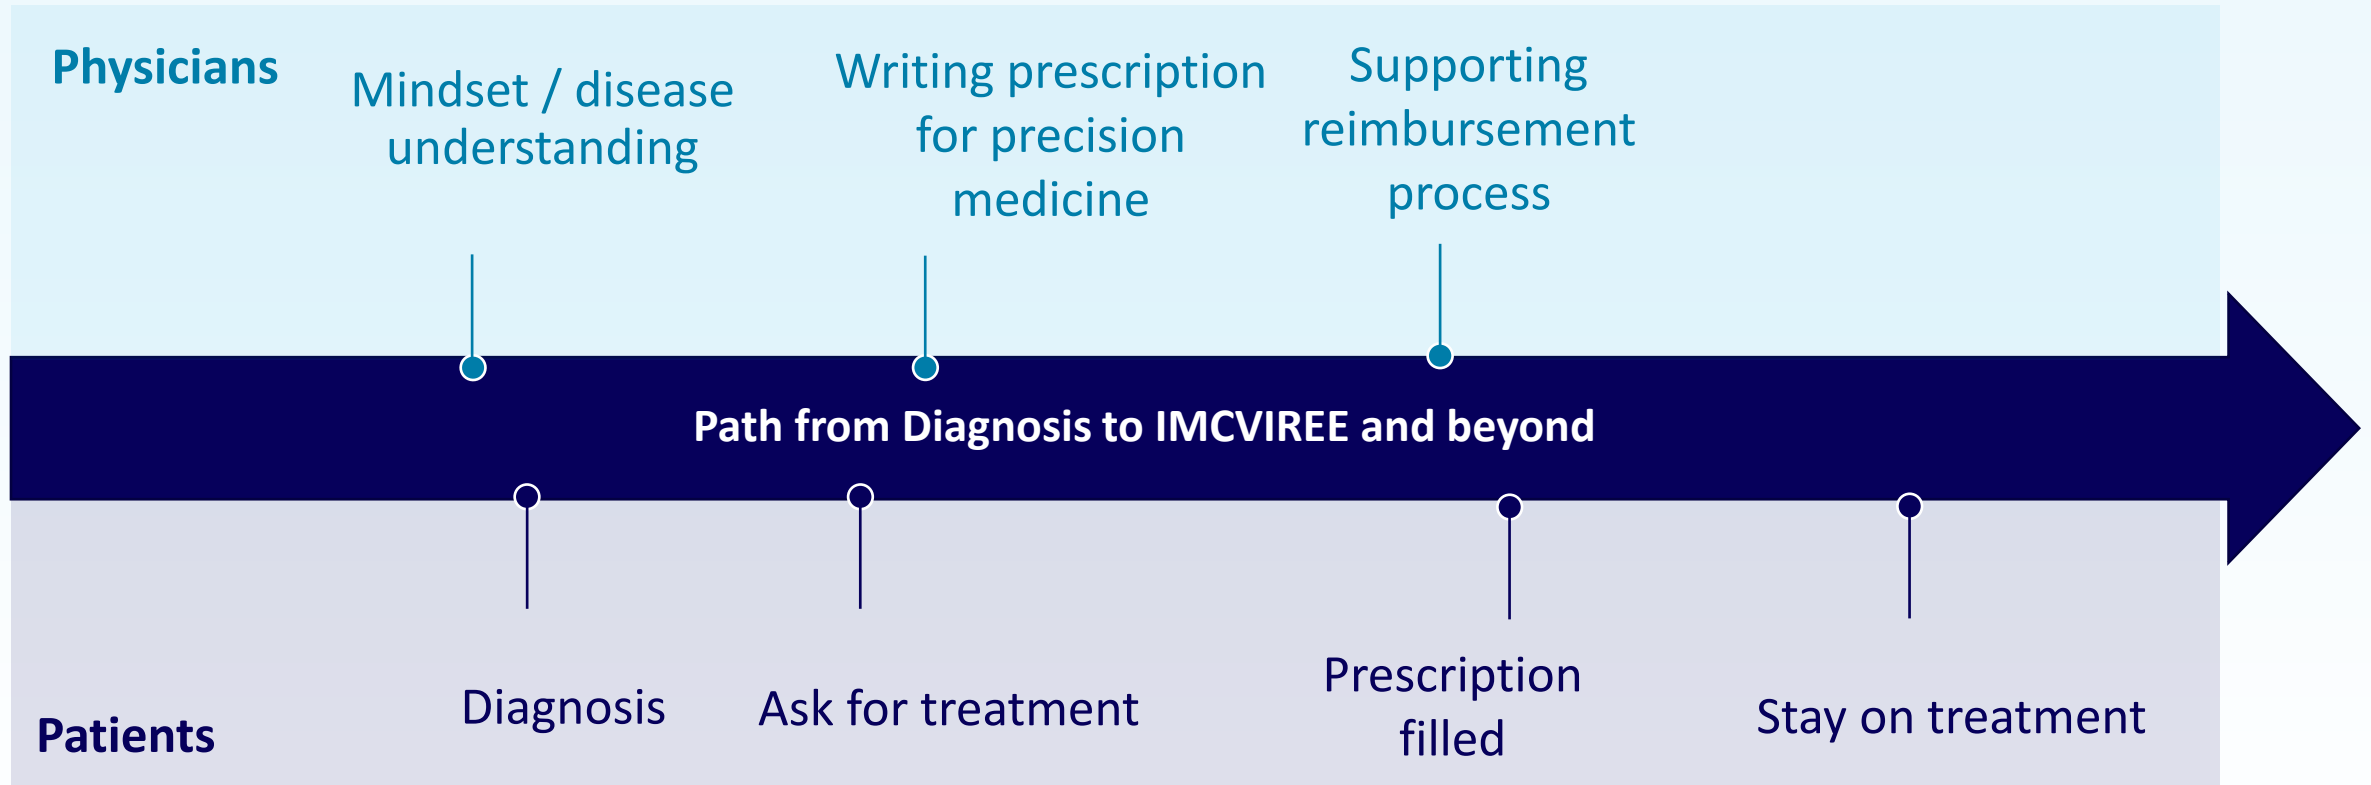 Physicians
Mindset / disease
understanding
Writing prescription
for precision
medicine
Supporting
reimbursement
process
Path from Diagnosis to IMCVIREE and beyond
Patients
Diagnosis
Ask for treatment
Prescription
filled
Stay on treatment